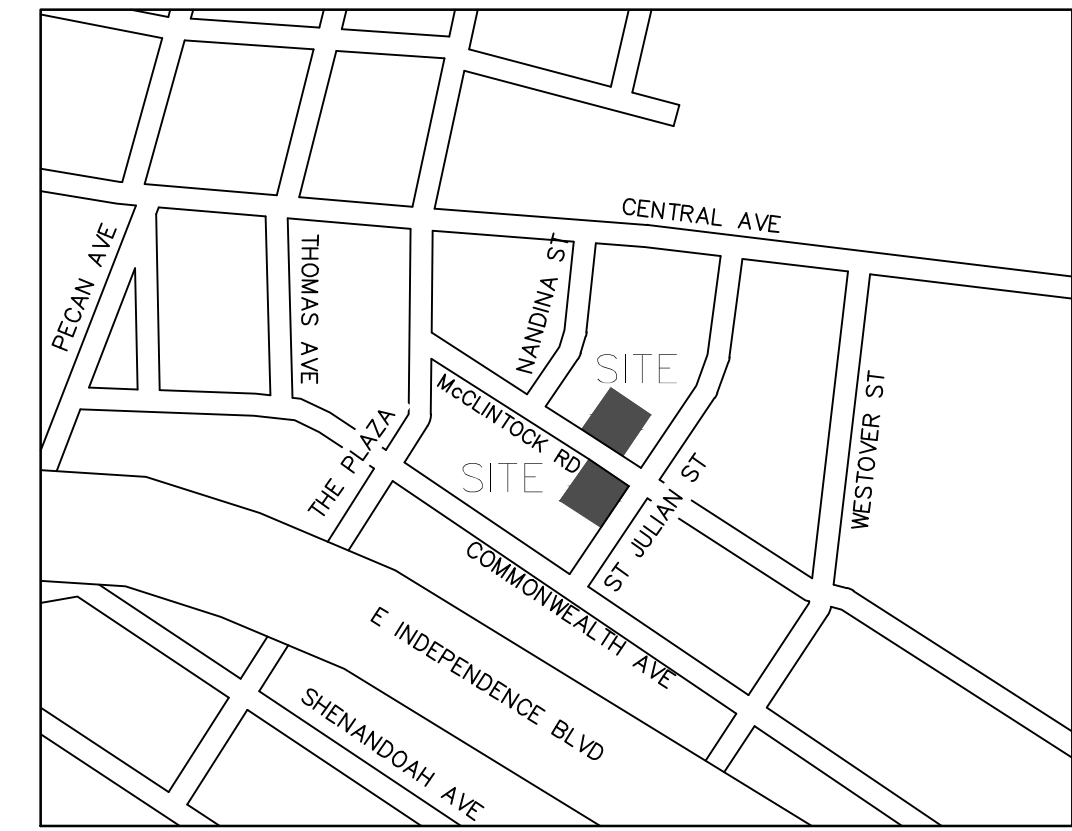 CENTRAL AVE
PECAN AVE
THOMAS AVE
NANDINA ST
SITE
McCLINTOCK RD
WESTOVER ST
THE PLAZA
SITE
ST JULIAN ST
COMMONWEALTH AVE
E INDEPENDENCE BLVD
SHENANDOAH AVE